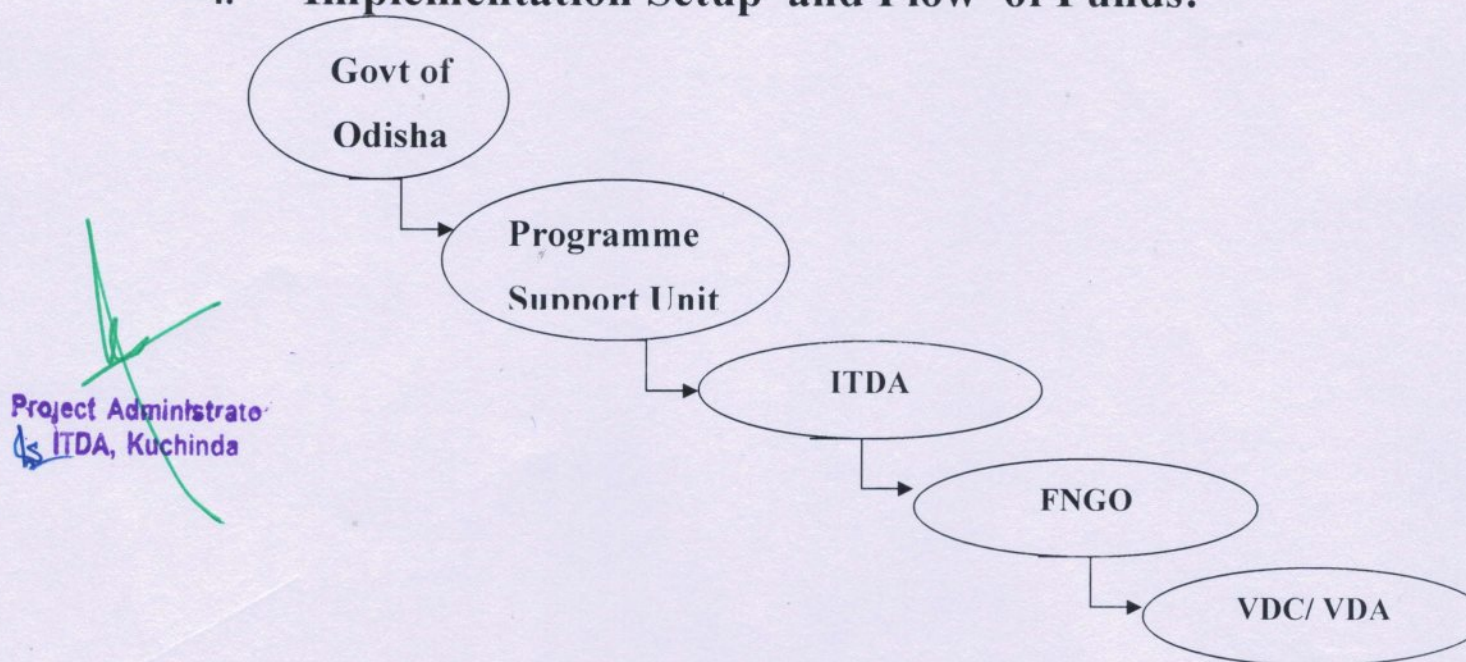 Implementation Setup and Flow of Funds:
Govt of
Odisha
Programme
Support Unit
ITDA
Project Administrato
ITDA, Kuchinda
FNGO
VDC/ VDA